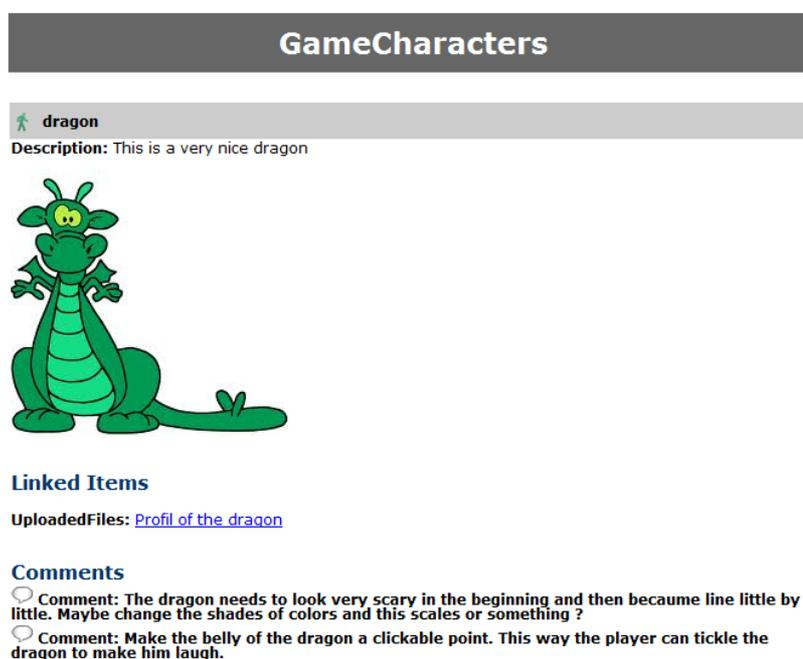 GameCharacters
dragon
Description: This is a very nice dragon
Linked Items
UploadedFiles: Profil of the dragon
Comments
Comment: The dragon needs to look very scary in the beginning and then becaume line little by
little. Maybe change the shades of colors and this scales or something ?
Comment: Make the belly of the dragon a clickable point. This way the player can tickle the
dragon to make him laugh.